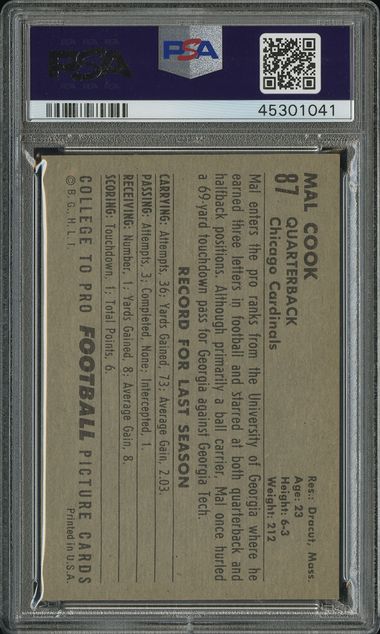 PSA
PSA
45301041
MAL COOK
87
QUARTERBACK
Chicago Cardinals
Res.: Dracut, Mass.
Age: 23
Height: 6-3
Weight: 212
Mal enters the pro ranks from the University of Georgia where he
earned three letters in football and starred at both quarterback and
halfback positions. Although primarily a ball carrier, Mal once hurled
a 69-yard touchdown pass for Georgia against Georgia Tech.
RECORD FOR LAST SEASON
CARRYING: Attempts, 36; Yards Gained, 73; Average Gain, 2.03.
PASSING: Attempts, 3; Completed, None; Intercepted, 1.
RECEIVING: Number, 1; Yards Gained, 8; Average Gain, 8.
SCORING: Touchdown, 1; Total Points, 6.
COLLEGE TO PRO FOOTBALL PICTURE CARDS
© B.G.H.L.I.
Printed in U.S.A.